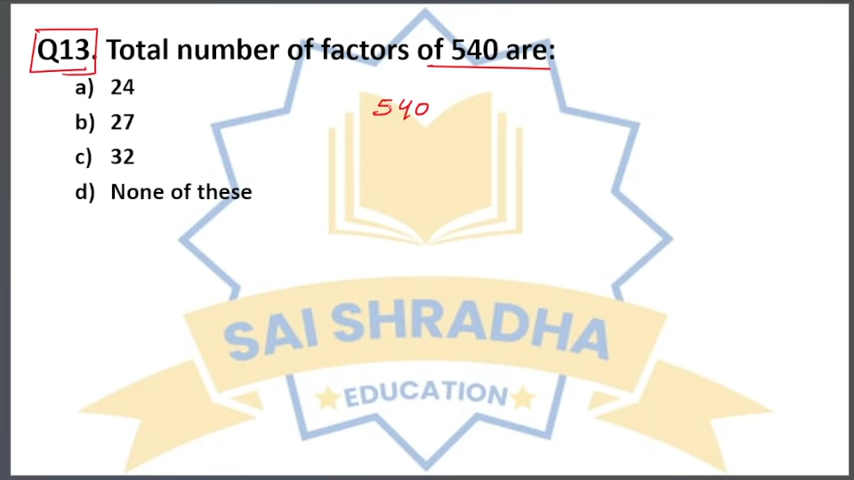 Q13. Total number of factors of 540 are:
a) 24
540
b) 27
c) 32
d) None of these
SAI SHRADHA
EDUCATION